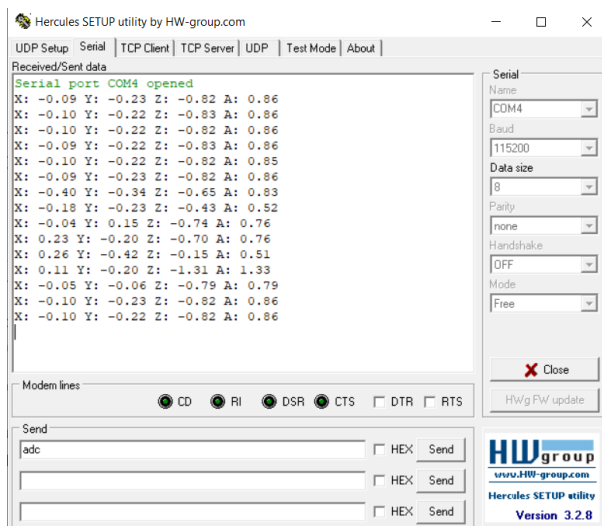 Hercules SETUP utility by HW-group.com
UDP Setup Serial TCP Client TCP Server UDP Test Mode About
Received/Sent data
Serial port COM4 opened
X: -0.09 Y: -0.23 Z: -0.82 A: 0.86
X: -0.10 Y: -0.22 Z: -0.83 A: 0.86
X: -0.10 Y: -0.22 Z: -0.82 A: 0.86
X: -0.09 Y: -0.22 Z: -0.83 A: 0.86
X: -0.10 Y: -0.22 Z: -0.82 A: 0.85
X: -0.09 Y: -0.23 Z: -0.82 A: 0.86
X: -0.40 Y: -0.34 Z: -0.65 A: 0.83
X: -0.18 Y: -0.23 Z: -0.43 A: 0.52
X: -0.04 Y: 0.15 Z: -0.74 A: 0.76
X: 0.23 Y: -0.20 Z: -0.70 A: 0.76
X: 0.26 Y: -0.42 Z: -0.15 A: 0.51
X: 0.11 Y: -0.20 Z: -1.31 A: 1.33
X: -0.05 Y: -0.06 Z: -0.79 A: 0.79
X: -0.10 Y: -0.23 Z: -0.82 A: 0.86
X: -0.10 Y: -0.22 Z: -0.82 A: 0.86
Serial
Name
COM4
Baud
115200
Data size
8
Parity
none
Handshake
OFF
Mode
Free
Close
HWg FW update
Modem lines
CD RI DSR CTS DTR RTS
Send
adc HEX Send
HEX Send
HEX Send
HW group
www.HW-group.com
Hercules SETUP utility
Version 3.2.8